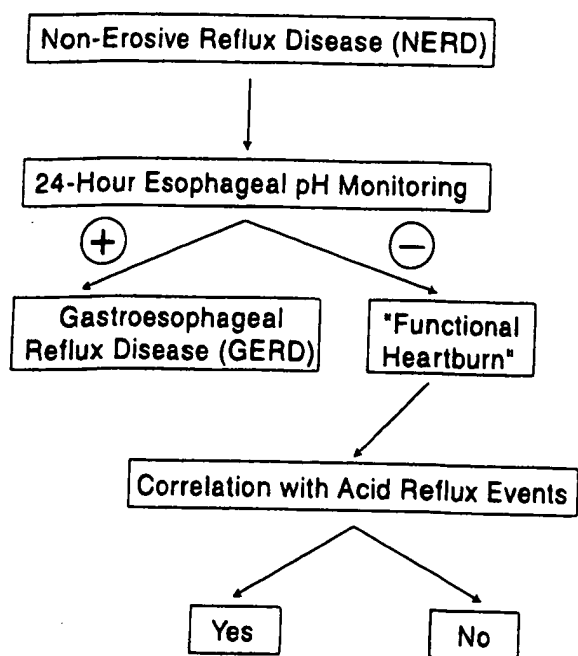 Non-Erosive Reflux Disease (NERD)
24-Hour Esophageal pH Monitoring
+
−
Gastroesophageal
Reflux Disease (GERD)
"Functional
Heartburn"
Correlation with Acid Reflux Events
Yes
No